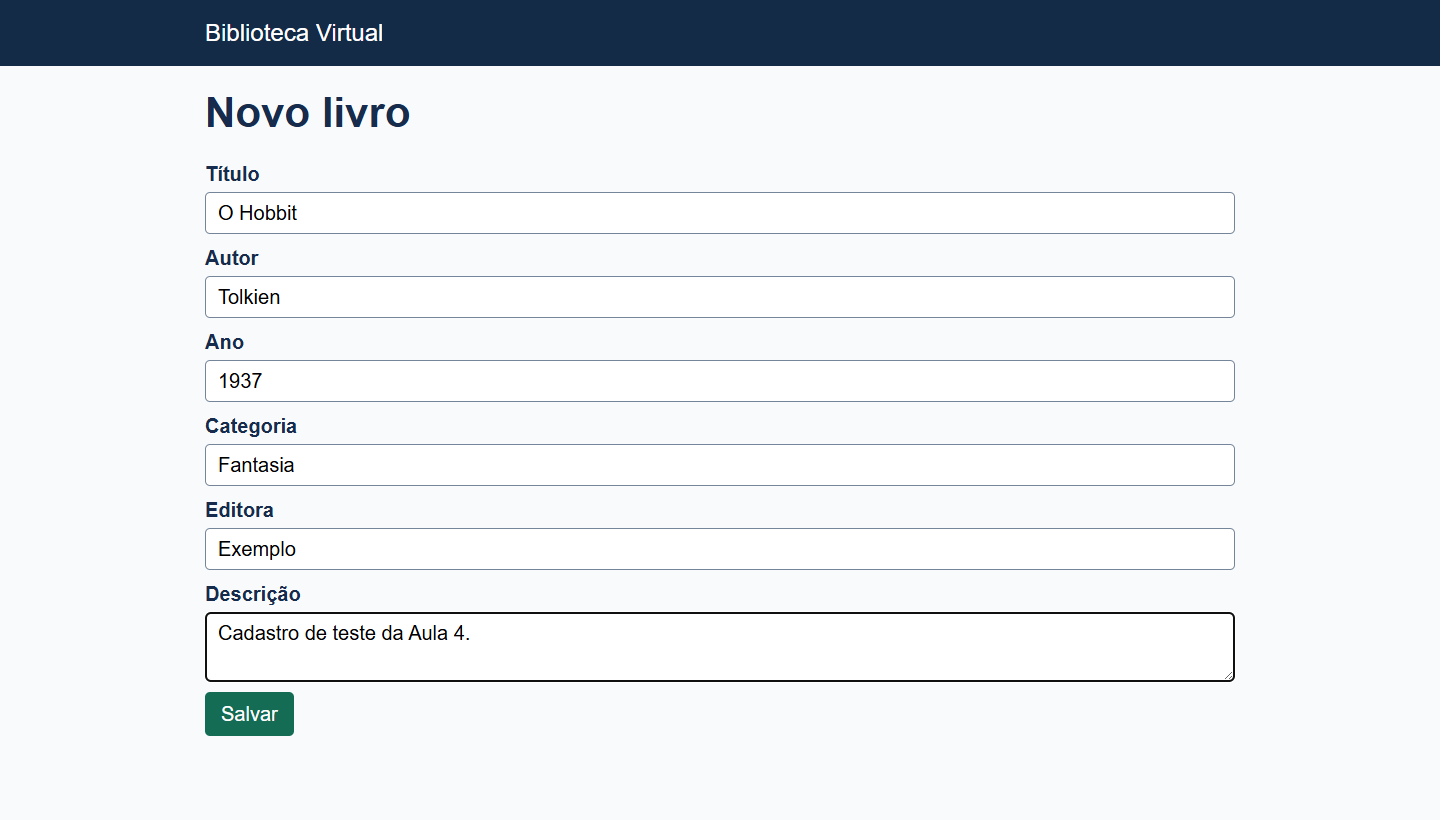 Biblioteca Virtual
Novo livro
Título
O Hobbit
Autor
Tolkien
Ano
1937
Categoria
Fantasia
Editora
Exemplo
Descrição
Cadastro de teste da Aula 4.
Salvar